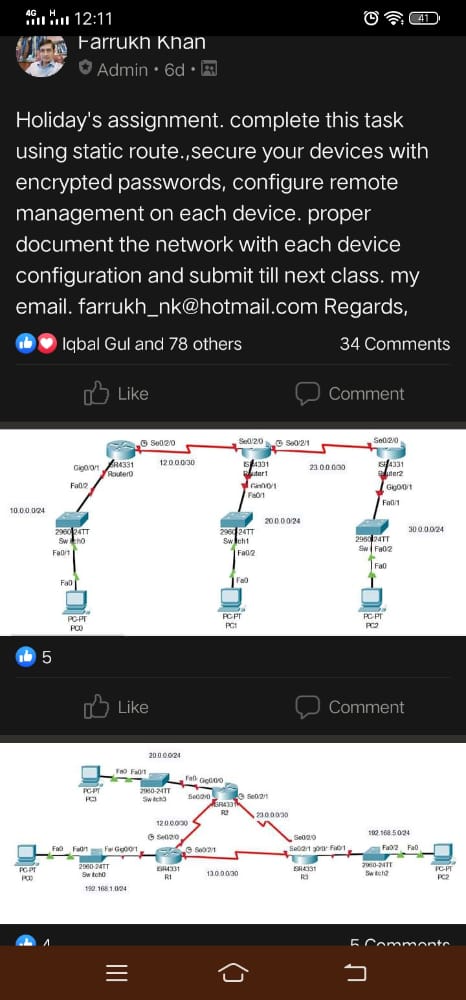 4G H 12:11 41
Farrukh Khan
Admin • 6d •
Holiday's assignment. complete this task
using static route.,secure your devices with
encrypted passwords, configure remote
management on each device. proper
document the network with each device
configuration and submit till next class. my
email. farrukh_nk@hotmail.com Regards,
Iqbal Gul and 78 others 34 Comments
Like Comment
Se0/2/0 Se0/2/0 Se0/2/1 Se0/2/0
Gig0/0/1 ISR4331 12.0.0.0/30 ISR4331 23.0.0.0/30 ISR4331
Router0 Router1 Router2
Fa0/2 Gig0/0/1 Gig0/0/1
Fa0/1 Fa0/1
10.0.0.0/24 20.0.0.0/24 30.0.0.0/24
2960-24TT 2960-24TT 2960-24TT
Switch0 Switch1 Fa0/2
Fa0/1 Fa0/2
Fa0 Fa0 Fa0
PC-PT PC-PT PC-PT
PC0 PC1 PC2
5
Like Comment
20.0.0.0/24
Fa0 Fa0/1 Gig0/0/0
PC-PT 2960-24TT Se0/2/0 Se0/2/1
PC3 Switch3 ISR4331
R2
12.0.0.0/30 23.0.0.0/30
Se0/2/0 Se0/2/0 192.168.5.0/24
Fa0 Fa0/1 Gig0/0/1 Se0/2/1 Se0/2/1 Fa0/1 Fa0/2 Fa0
PC-PT 2960-24TT ISR4331 13.0.0.0/30 ISR4331 2960-24TT PC-PT
PC0 Switch0 R1 R3 Switch2 PC2
192.168.1.0/24
4 5 Comments